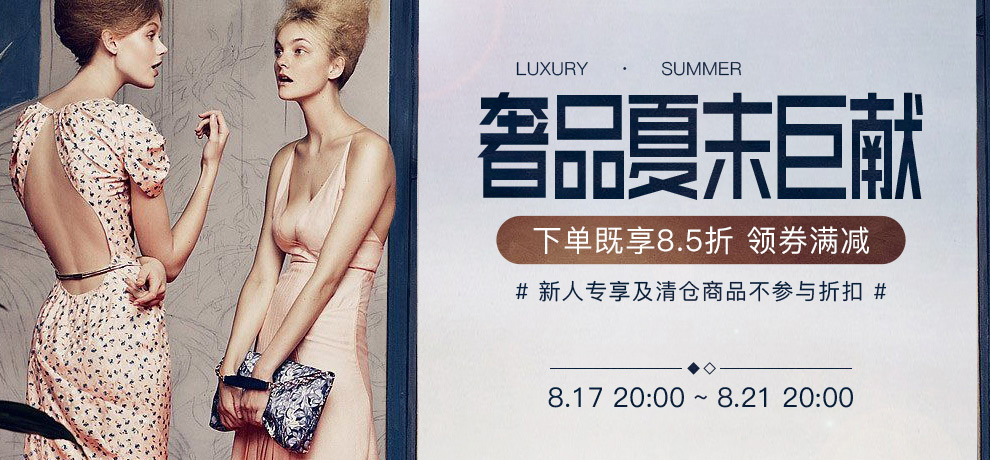 LUXURY · SUMMER
奢品夏末巨献
下单既享8.5折 领券满减
# 新人专享及清仓商品不参与折扣 #
8.17 20:00 ~ 8.21 20:00